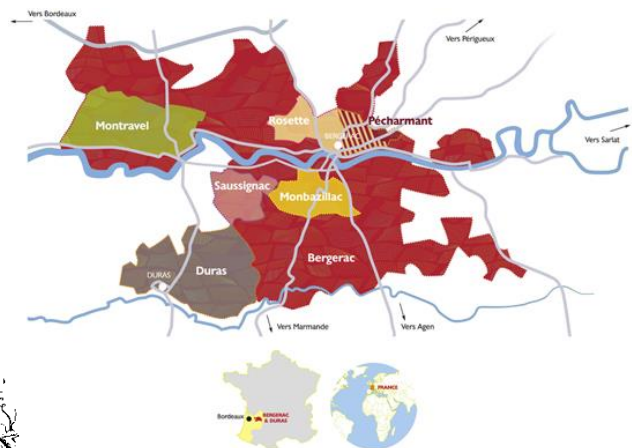 Vers Bordeaux
Vers Périgueux
Montravel
Rosette
Pécharmant
Vers Sarlat
Saussignac
Monbazillac
Bergerac
DURAS
Duras
Vers Marmande
Vers Agen
Bordeaux
BERGERAC
& DURAS
FRANCE